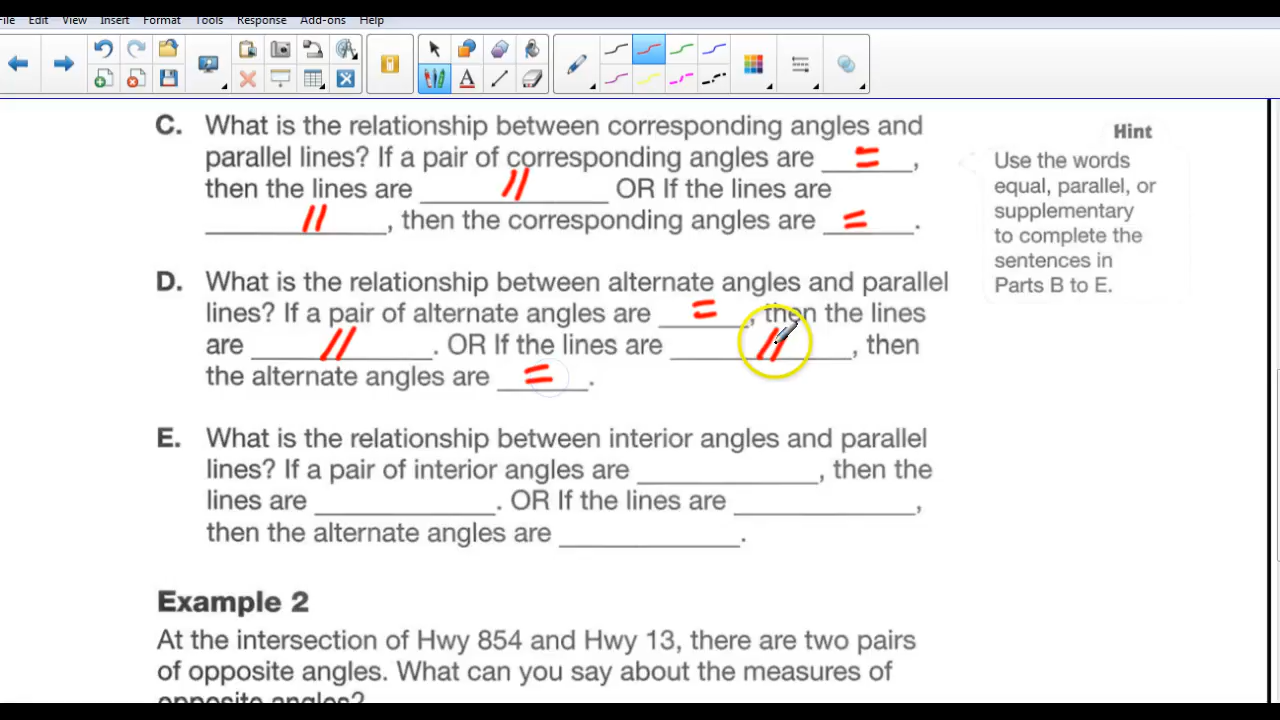 File Edit View Insert Format Tools Response Add-ons Help
C. What is the relationship between corresponding angles and
parallel lines? If a pair of corresponding angles are = ,
then the lines are // OR If the lines are
// , then the corresponding angles are = .
Hint
Use the words
equal, parallel, or
supplementary
to complete the
sentences in
Parts B to E.
D. What is the relationship between alternate angles and parallel
lines? If a pair of alternate angles are = , then the lines
are // . OR If the lines are // , then
the alternate angles are = .
E. What is the relationship between interior angles and parallel
lines? If a pair of interior angles are ____________, then the
lines are ____________. OR If the lines are ____________,
then the alternate angles are ____________.
Example 2
At the intersection of Hwy 854 and Hwy 13, there are two pairs
of opposite angles. What can you say about the measures of
opposite angles?